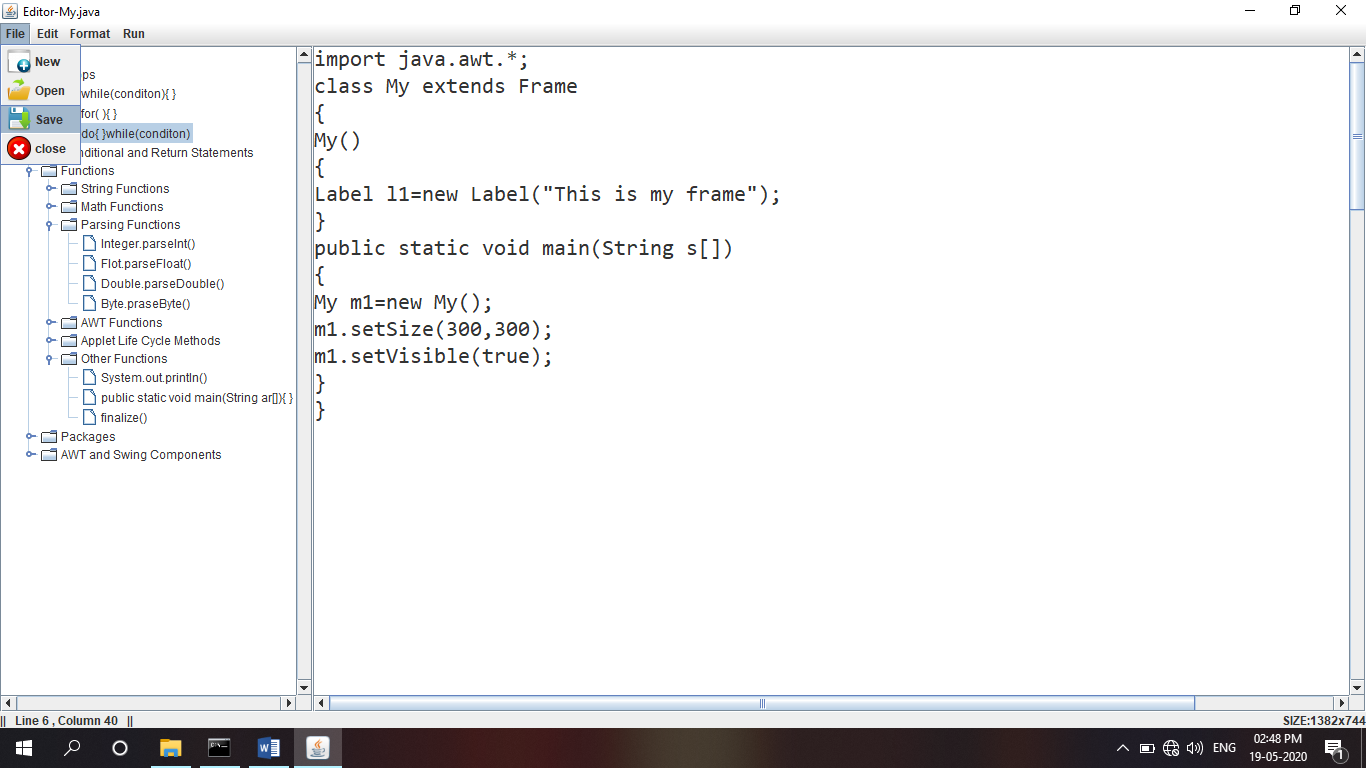 Editor-My.java
File Edit Format Run
New
Open
Save
close
ps
while(conditon){ }
for( ){ }
do{ }while(conditon)
nditional and Return Statements
Functions
String Functions
Math Functions
Parsing Functions
Integer.parseInt()
Flot.parseFloat()
Double.parseDouble()
Byte.praseByte()
AWT Functions
Applet Life Cycle Methods
Other Functions
System.out.println()
public static void main(String ar[]){ }
finalize()
Packages
AWT and Swing Components
import java.awt.*;
class My extends Frame
{
My()
{
Label l1=new Label("This is my frame");
}
public static void main(String s[])
{
My m1=new My();
m1.setSize(300,300);
m1.setVisible(true);
}
}
|| Line 6 , Column 40 ||
SIZE:1382x744
ENG
02:48 PM
19-05-2020
1